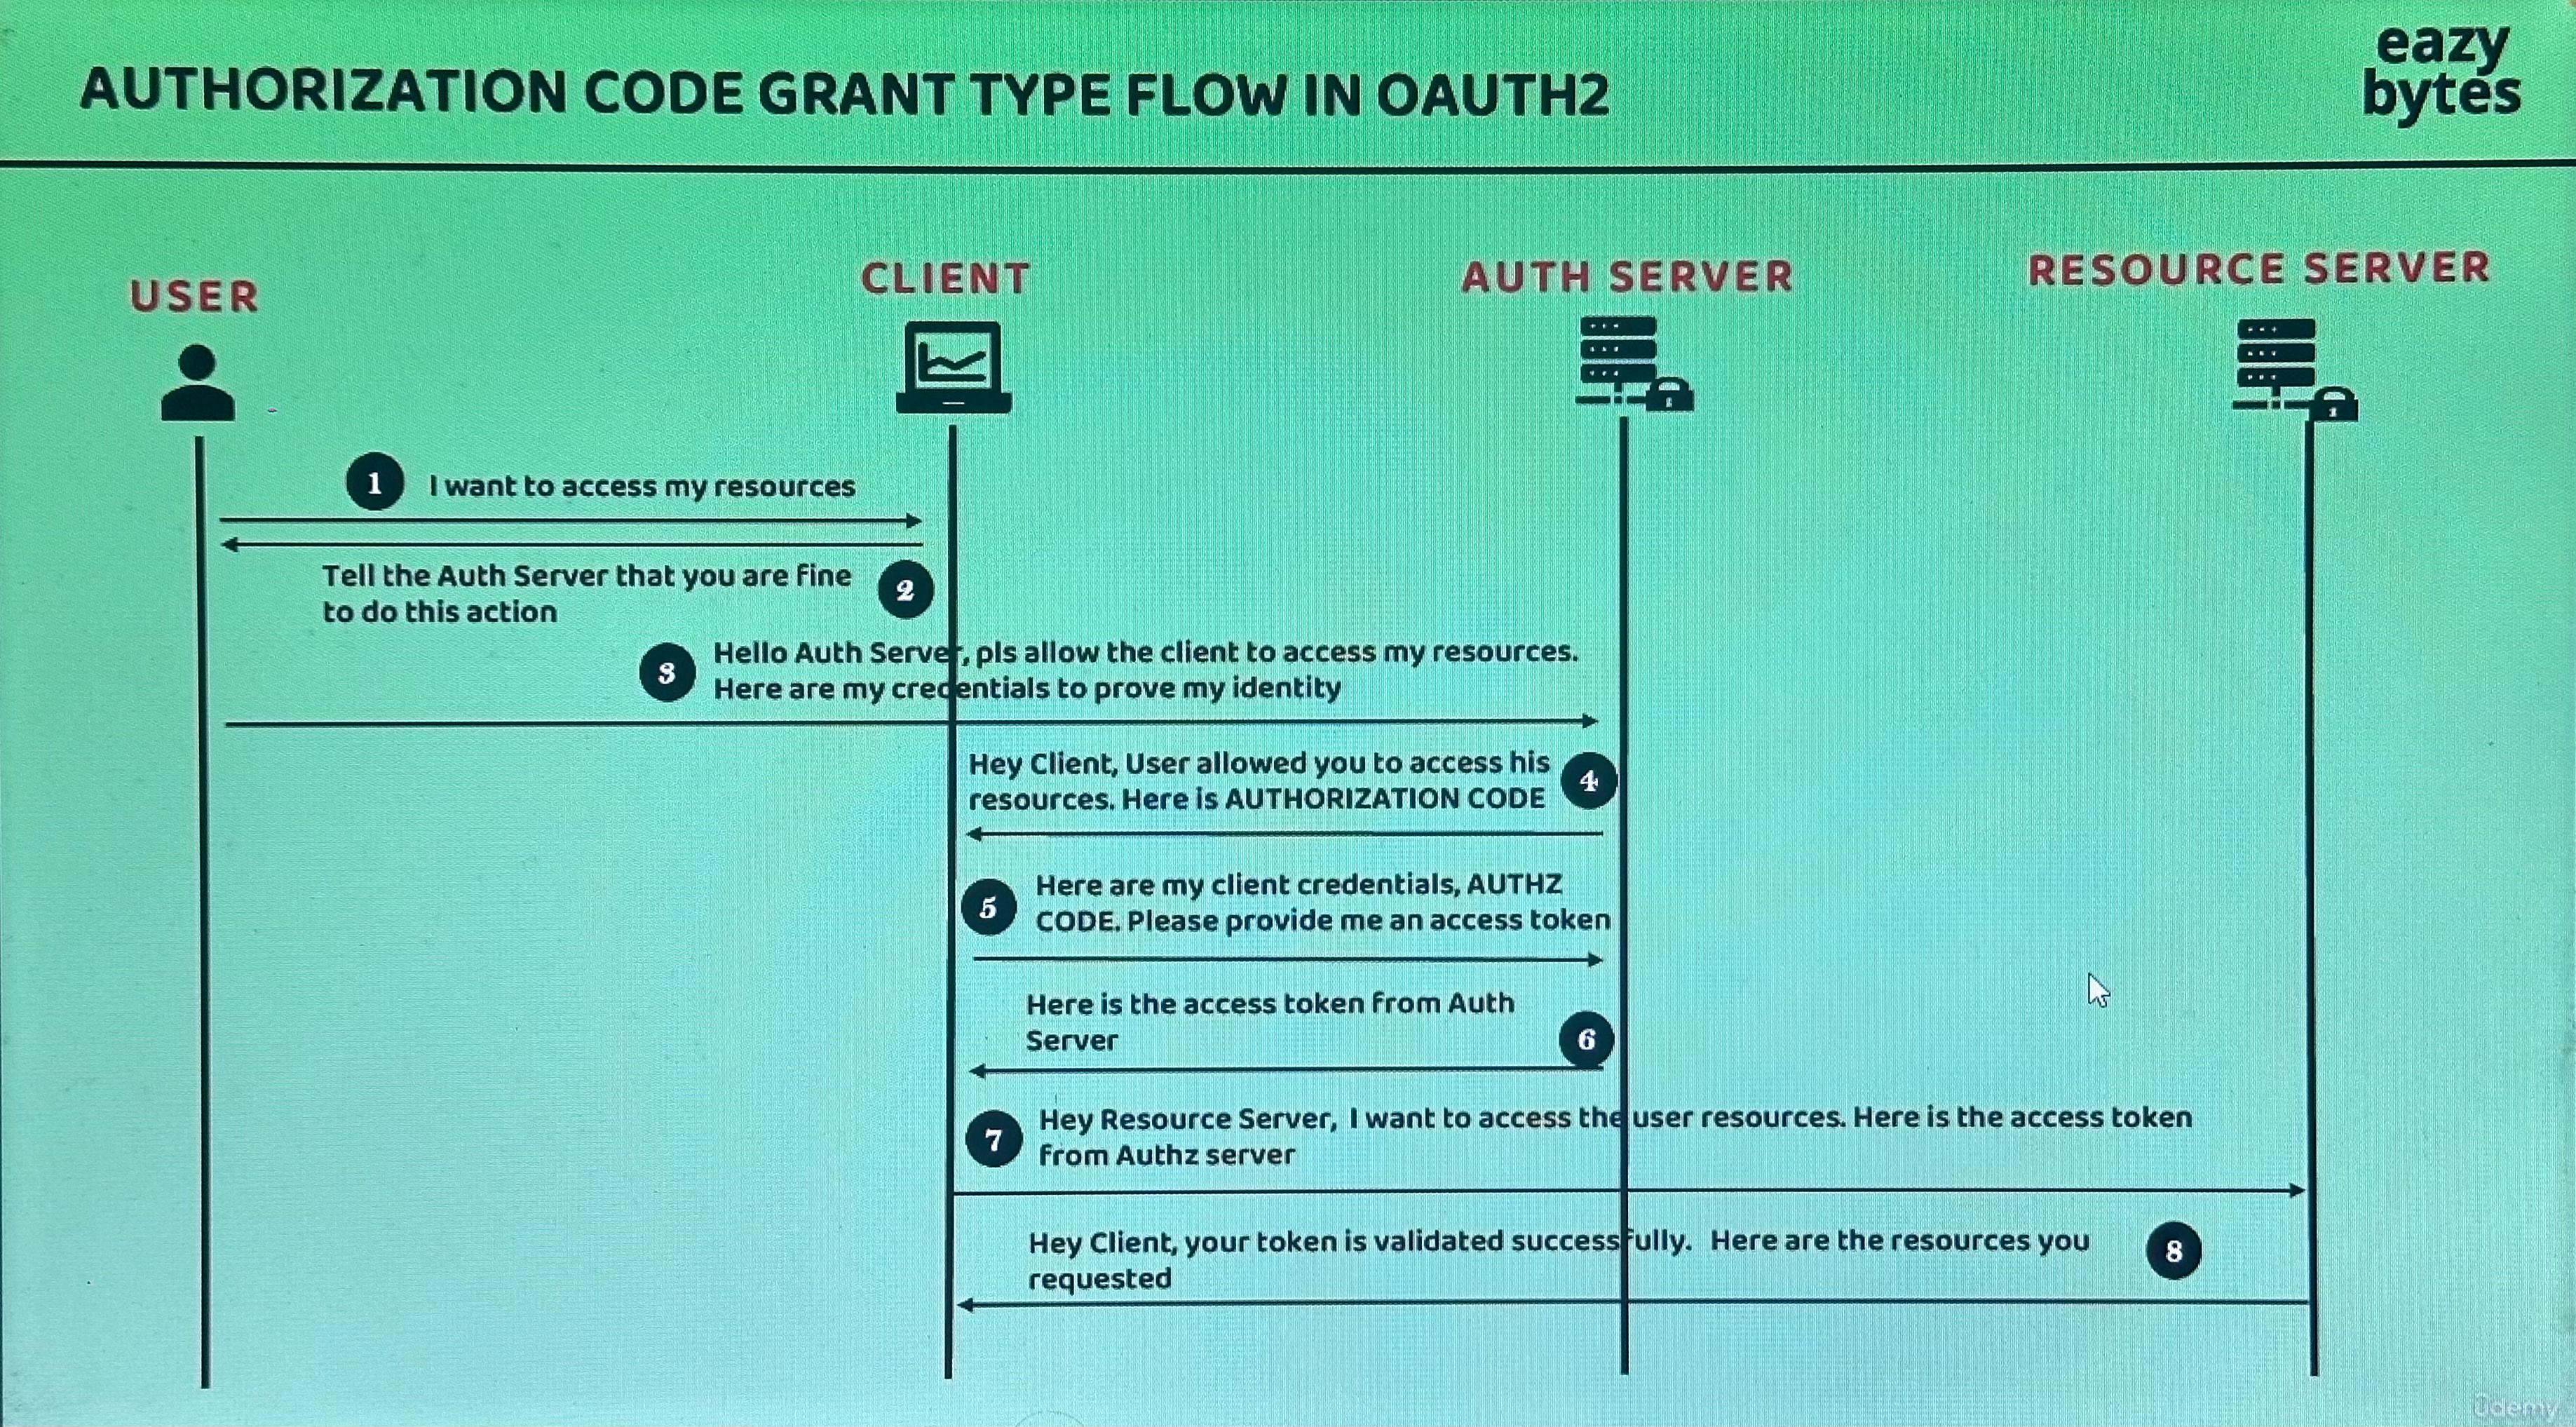 AUTHORIZATION CODE GRANT TYPE FLOW IN OAUTH2
eazy
bytes
USER
CLIENT
AUTH SERVER
RESOURCE SERVER
1
I want to access my resources
Tell the Auth Server that you are fine
to do this action
2
3
Hello Auth Server, pls allow the client to access my resources.
Here are my credentials to prove my identity
Hey Client, User allowed you to access his
resources. Here is AUTHORIZATION CODE
4
5
Here are my client credentials, AUTHZ
CODE. Please provide me an access token
Here is the access token from Auth
Server
6
7
Hey Resource Server, I want to access the user resources. Here is the access token
from Authz server
Hey Client, your token is validated successfully. Here are the resources you
requested
8
ûdemy